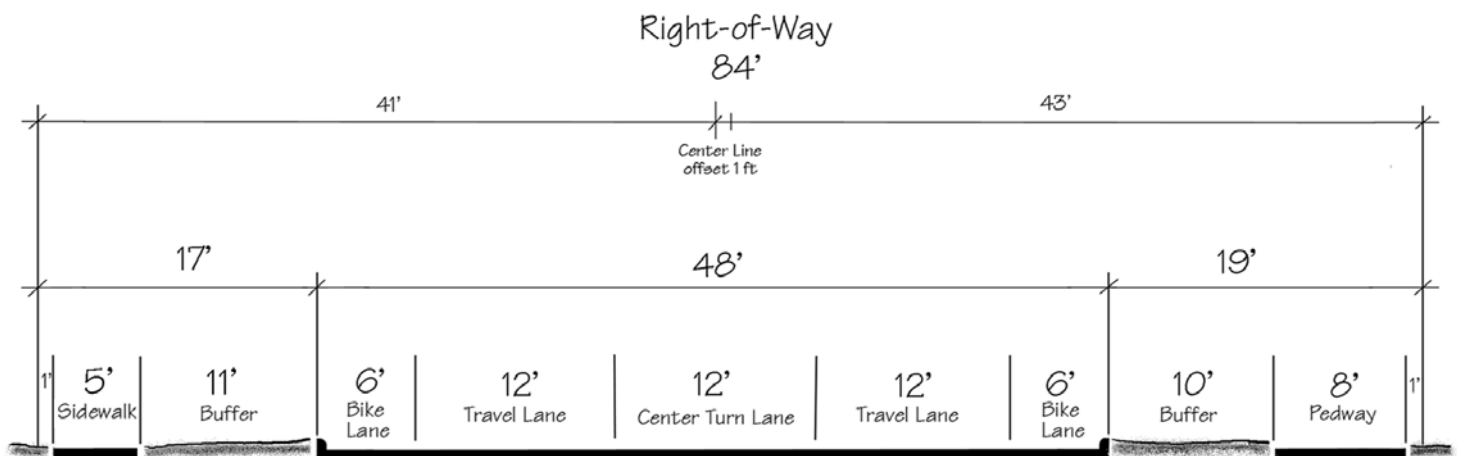 Right-of-Way
84’
41’
43’
Center Line
offset 1 ft
17’
48’
19’
1’
5’
Sidewalk
11’
Buffer
6’
Bike
Lane
12’
Travel Lane
12’
Center Turn Lane
12’
Travel Lane
6’
Bike
Lane
10’
Buffer
8’
Pedway
1’